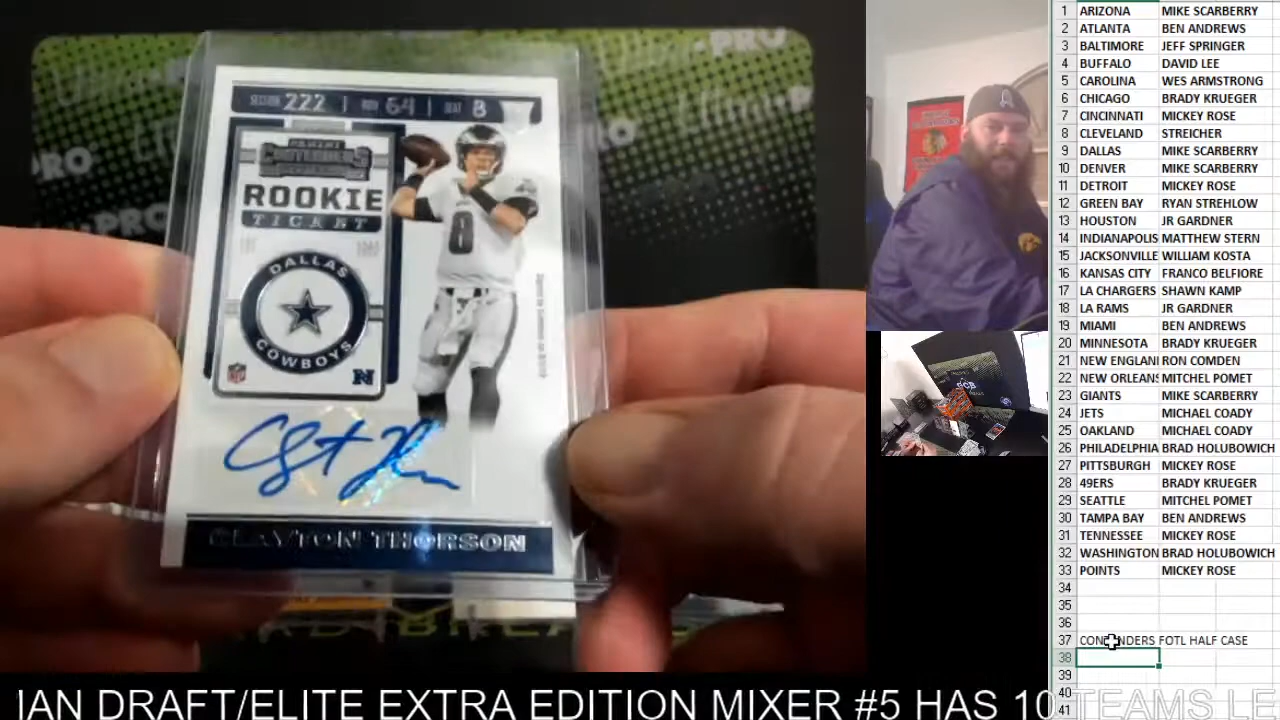 SECTION 222 | ROW 64 | SEAT 8
PANINI
CONTENDERS
ROOKIE
TICKET
DALLAS
COWBOYS
NFL
N
8
CLAYTON THORSON
PRO
PRO
PRO
1 ARIZONA MIKE SCARBERRY
2 ATLANTA BEN ANDREWS
3 BALTIMORE JEFF SPRINGER
4 BUFFALO DAVID LEE
5 CAROLINA WES ARMSTRONG
6 CHICAGO BRADY KRUEGER
7 CINCINNATI MICKEY ROSE
8 CLEVELAND STREICHER
9 DALLAS MIKE SCARBERRY
10 DENVER MIKE SCARBERRY
11 DETROIT MICKEY ROSE
12 GREEN BAY RYAN STREHLOW
13 HOUSTON JR GARDNER
14 INDIANAPOLIS MATTHEW STERN
15 JACKSONVILLE WILLIAM KOSTA
16 KANSAS CITY FRANCO BELFIORE
17 LA CHARGERS SHAWN KAMP
18 LA RAMS JR GARDNER
19 MIAMI BEN ANDREWS
20 MINNESOTA BRADY KRUEGER
21 NEW ENGLAN RON COMDEN
22 NEW ORLEANS MITCHEL POMET
23 GIANTS MIKE SCARBERRY
24 JETS MICHAEL COADY
25 OAKLAND MICHAEL COADY
26 PHILADELPHIA BRAD HOLUBOWICH
27 PITTSBURGH MICKEY ROSE
28 49ERS BRADY KRUEGER
29 SEATTLE MITCHEL POMET
30 TAMPA BAY BEN ANDREWS
31 TENNESSEE MICKEY ROSE
32 WASHINGTON BRAD HOLUBOWICH
33 POINTS MICKEY ROSE
34
35
36
37 CONTENDERS FOTL HALF CASE
38
39
40
41
IAN DRAFT/ELITE EXTRA EDITION MIXER #5 HAS 10 TEAMS LE